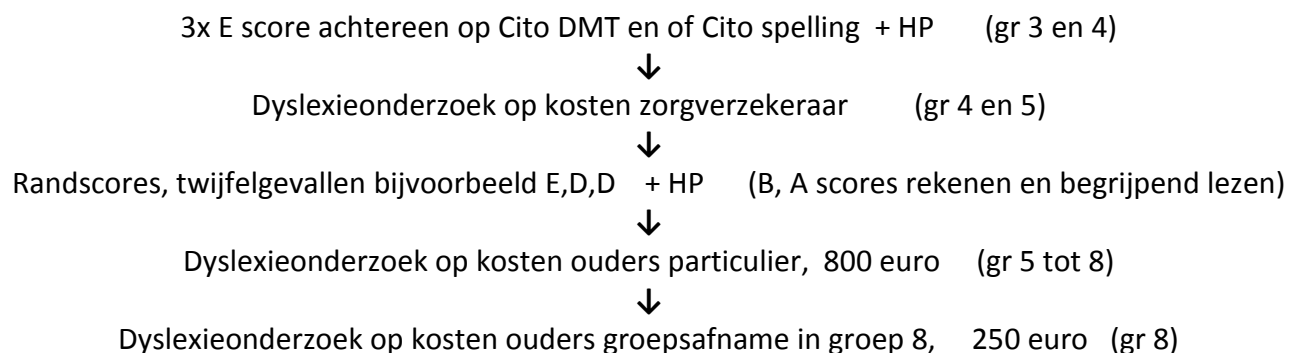 3x E score achtereen op Cito DMT en of Cito spelling + HP (gr 3 en 4)
↓
Dyslexieonderzoek op kosten zorgverzekeraar (gr 4 en 5)
↓
Randscores, twijfelgevallen bijvoorbeeld E,D,D + HP (B, A scores rekenen en begrijpend lezen)
↓
Dyslexieonderzoek op kosten ouders particulier, 800 euro (gr 5 tot 8)
↓
Dyslexieonderzoek op kosten ouders groepsafname in groep 8, 250 euro (gr 8)